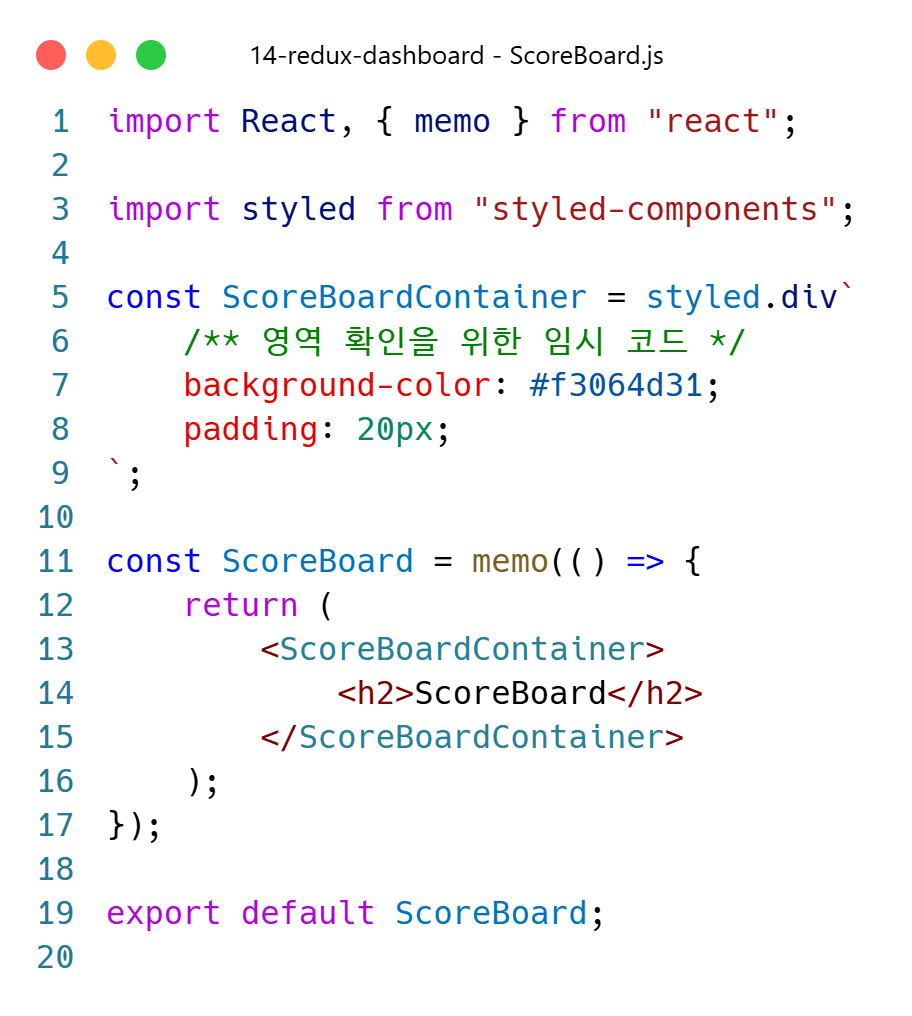 14-redux-dashboard - ScoreBoard.js
1 import React, { memo } from "react";
2
3 import styled from "styled-components";
4
5 const ScoreBoardContainer = styled.div`
6     /** 영역 확인을 위한 임시 코드 */
7     background-color: #f3064d31;
8     padding: 20px;
9 `;
10
11 const ScoreBoard = memo(() => {
12     return (
13         <ScoreBoardContainer>
14             <h2>ScoreBoard</h2>
15         </ScoreBoardContainer>
16     );
17 });
18
19 export default ScoreBoard;
20